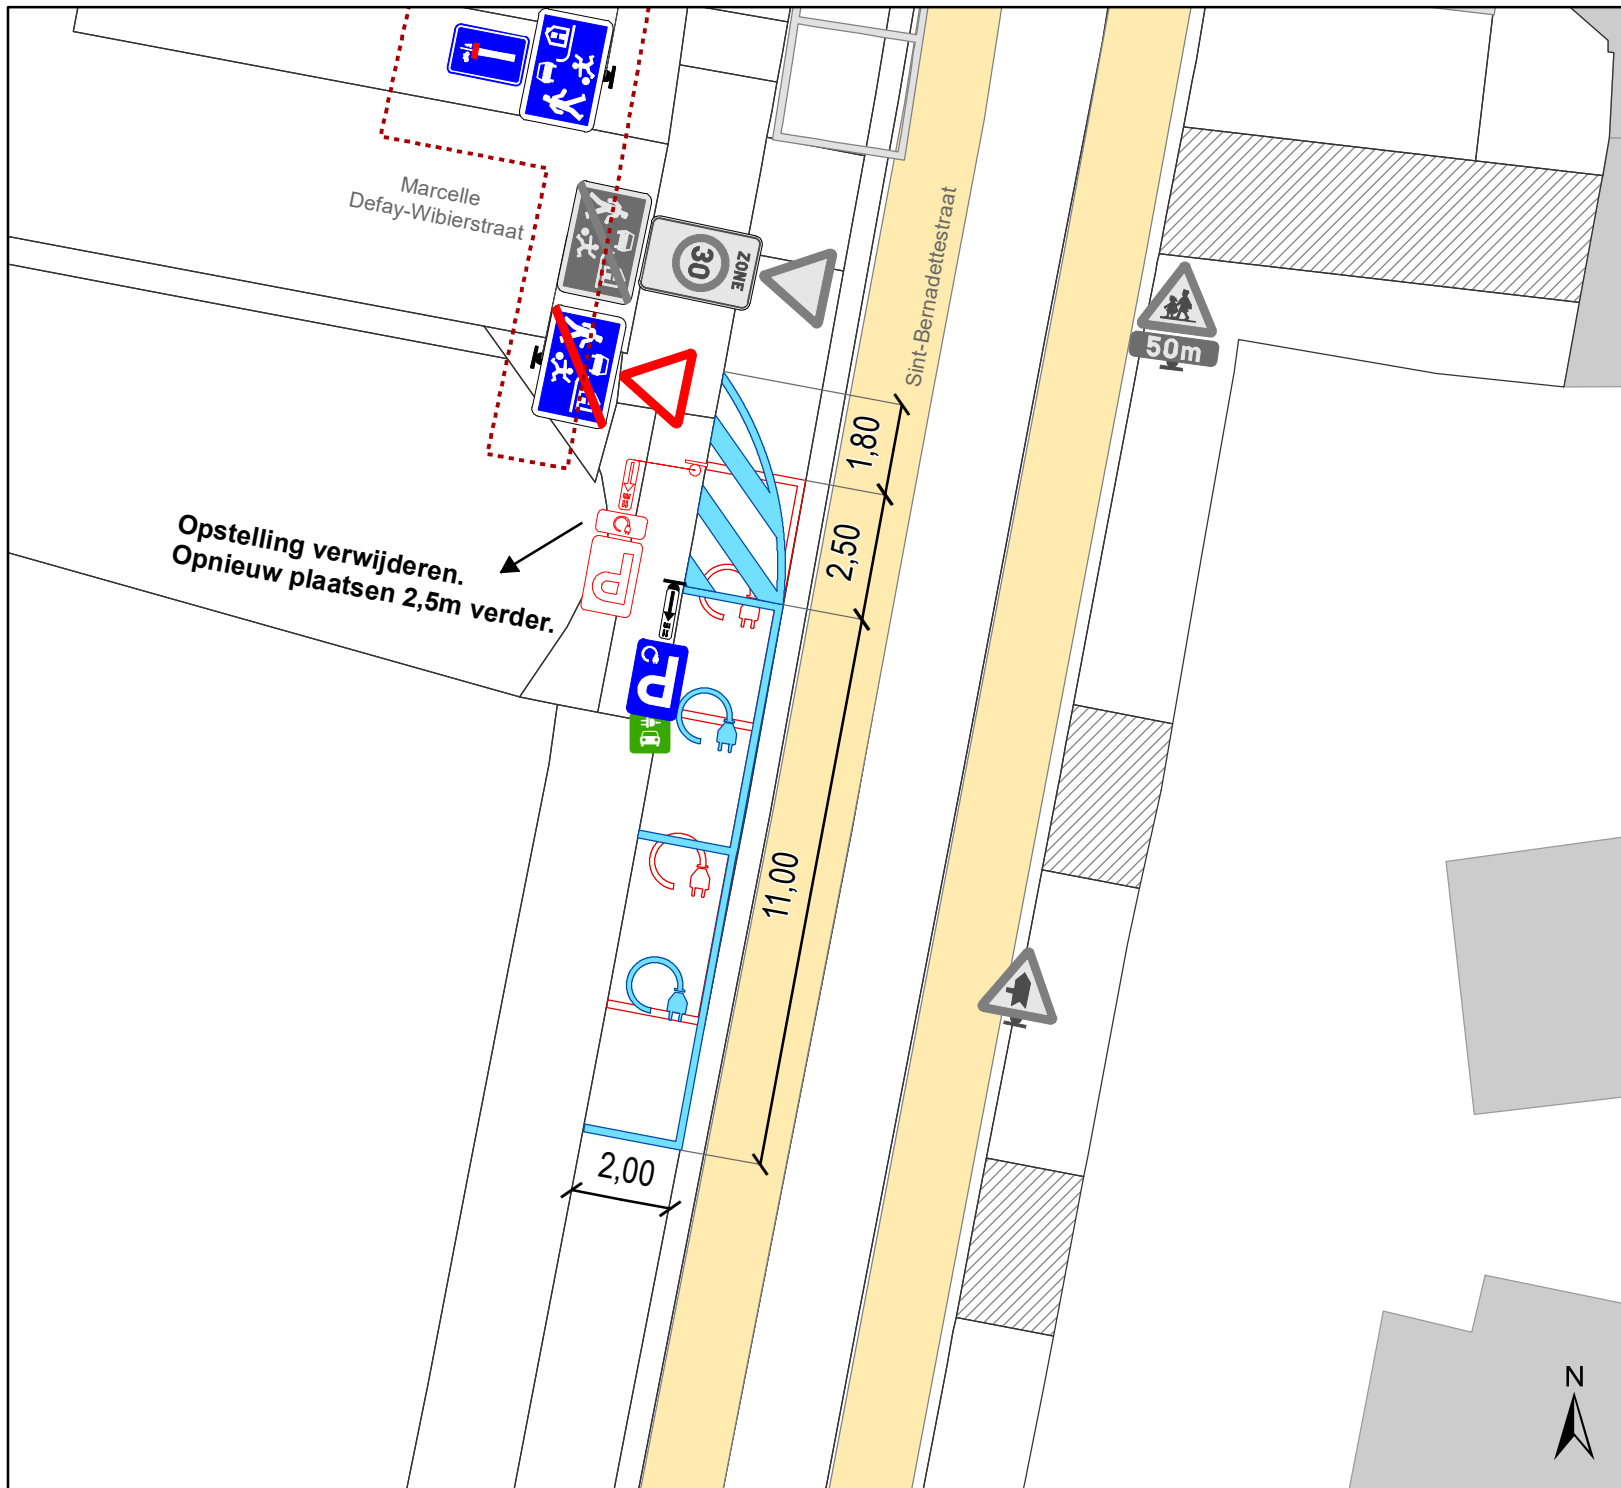 Marcelle
Defay-Wibierstraat
30
ZONE
Sint-Bernadettestraat
50m
1,80
2,50
Opstelling verwijderen.
Opnieuw plaatsen 2,5m verder.
P
P
11,00
2,00
N